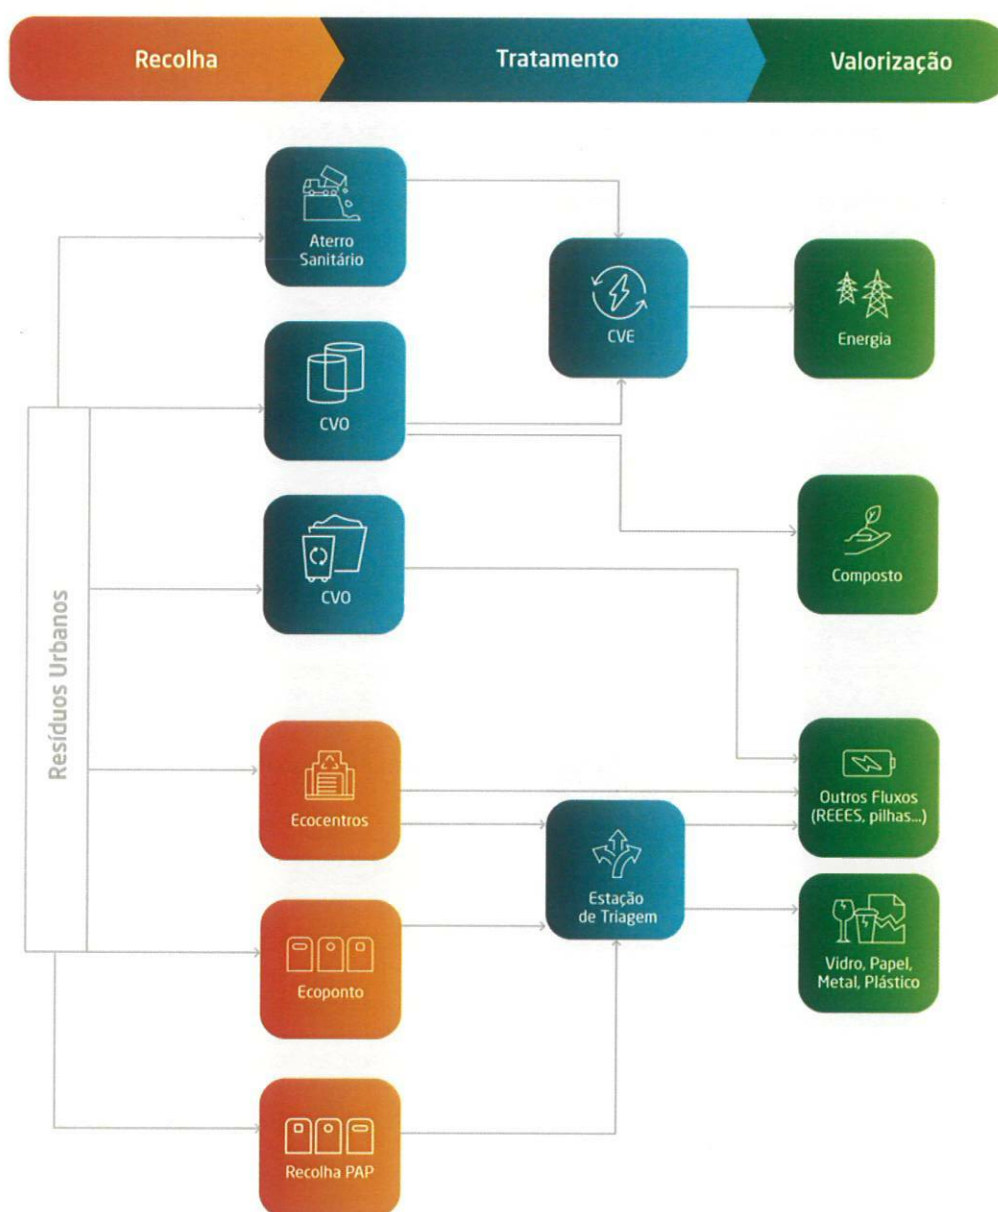 Recolha
Tratamento
Valorização
Aterro
Sanitário
CVE
Energia
CVO
Composto
CVO
Resíduos Urbanos
Ecocentros
Outros Fluxos
(REEES, pilhas...)
Estação
de Triagem
Ecoponto
Vidro, Papel,
Metal, Plástico
Recolha PAP